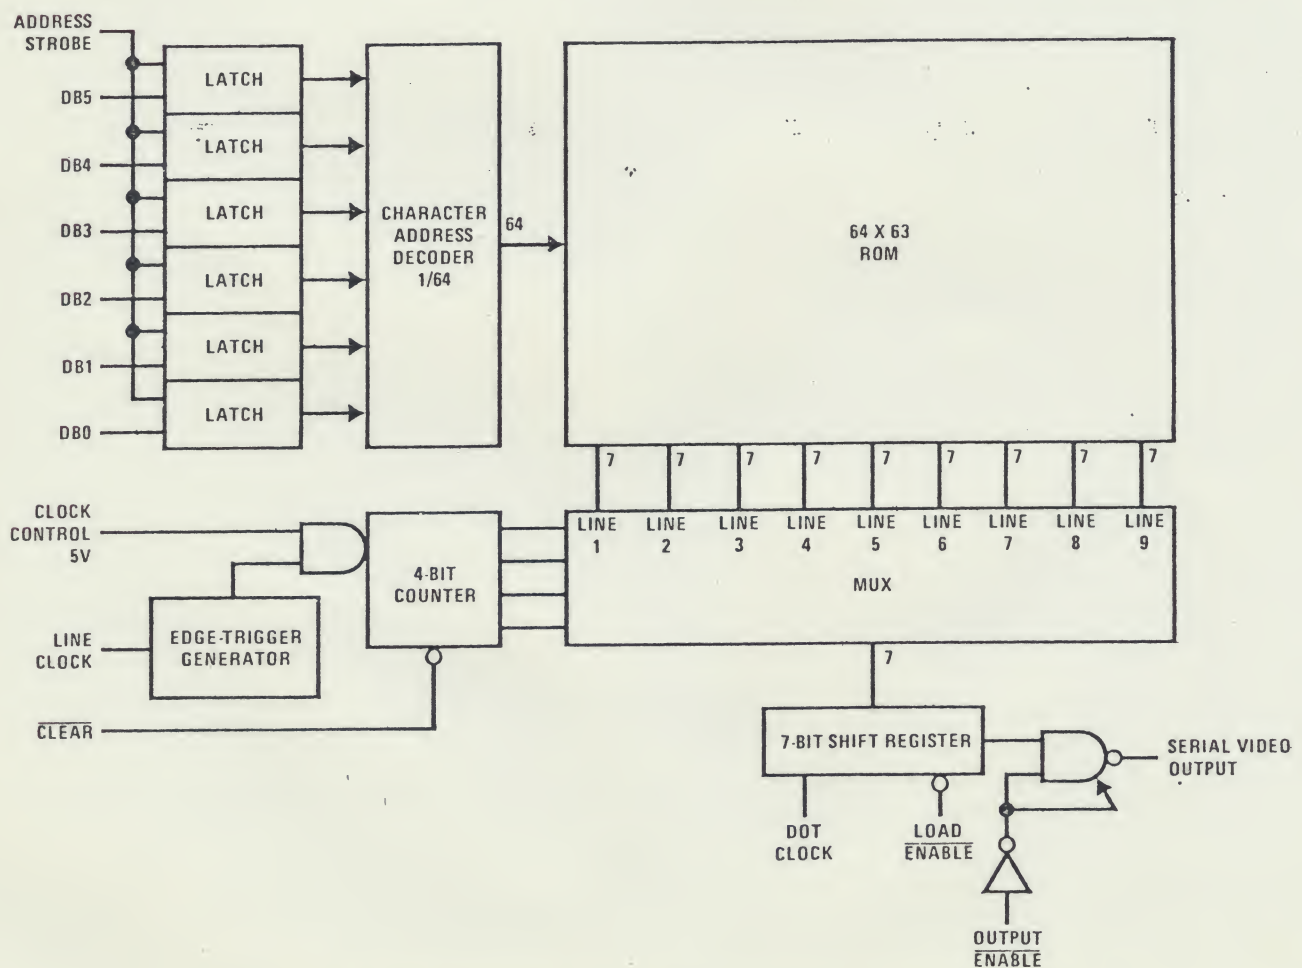 ADDRESS
STROBE
DB5
DB4
DB3
DB2
DB1
DB0
LATCH
LATCH
LATCH
LATCH
LATCH
LATCH
CHARACTER
ADDRESS
DECODER
1/64
64
64 X 63
ROM
7 7 7 7 7 7 7 7 7
CLOCK
CONTROL
5V
LINE
CLOCK
CLEAR
EDGE-TRIGGER
GENERATOR
4-BIT
COUNTER
LINE LINE LINE LINE LINE LINE LINE LINE LINE
1 2 3 4 5 6 7 8 9
MUX
7
7-BIT SHIFT REGISTER
DOT
CLOCK
LOAD
ENABLE
SERIAL VIDEO
OUTPUT
OUTPUT
ENABLE